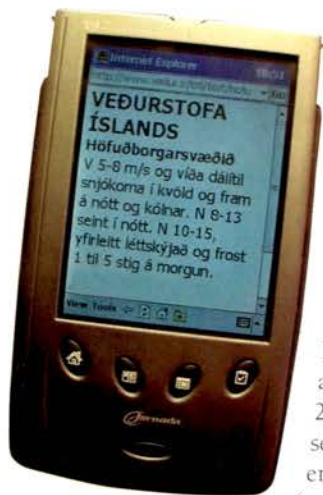 Internet Explorer
VEÐURSTOFA
ÍSLANDS
Höfuðborgarsvæðið
V 5-8 m/s og víða dálítil
snjókoma í kvöld og fram
á nótt og kólnar. N 8-13
seint í nótt. N 10-15,
yfirleitt léttskýjað og frost
1 til 5 stig á morgun.
View Tools
Jornada